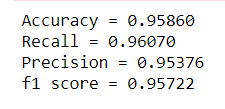 Accuracy = 0.95860
Recall = 0.96070
Precision = 0.95376
f1 score = 0.95722